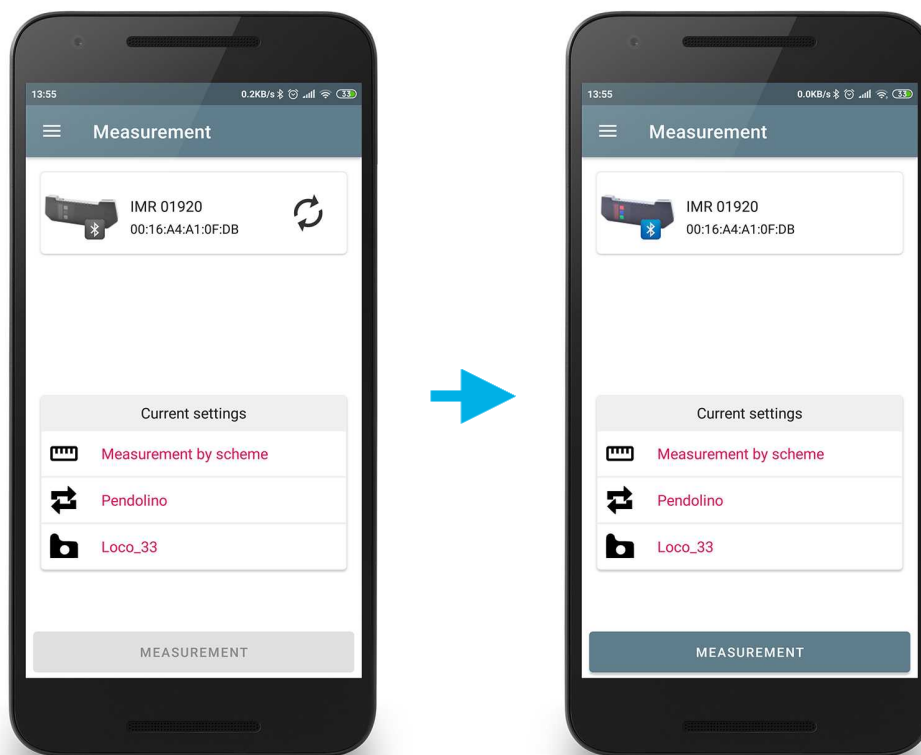 13:55
0.2KB/s
33
Measurement
IMR 01920
00:16:A4:A1:0F:DB
Current settings
Measurement by scheme
Pendolino
Loco_33
MEASUREMENT
13:55
0.0KB/s
33
Measurement
IMR 01920
00:16:A4:A1:0F:DB
Current settings
Measurement by scheme
Pendolino
Loco_33
MEASUREMENT